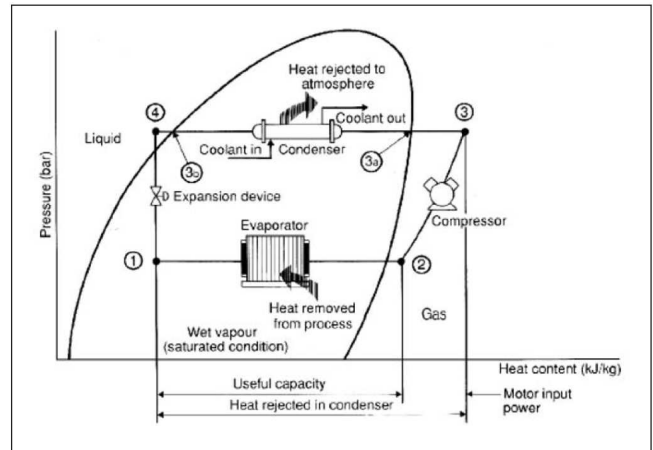 Pressure (bar)
Heat rejected to
atmosphere
4
3
Coolant out
Liquid
Coolant in
Condenser
3b
3a
D Expansion device
Compressor
Evaporator
1
2
Heat removed
from process
Gas
Wet vapour
(saturated condition)
Heat content (kJ/kg)
Useful capacity
Motor input
power
Heat rejected in condenser